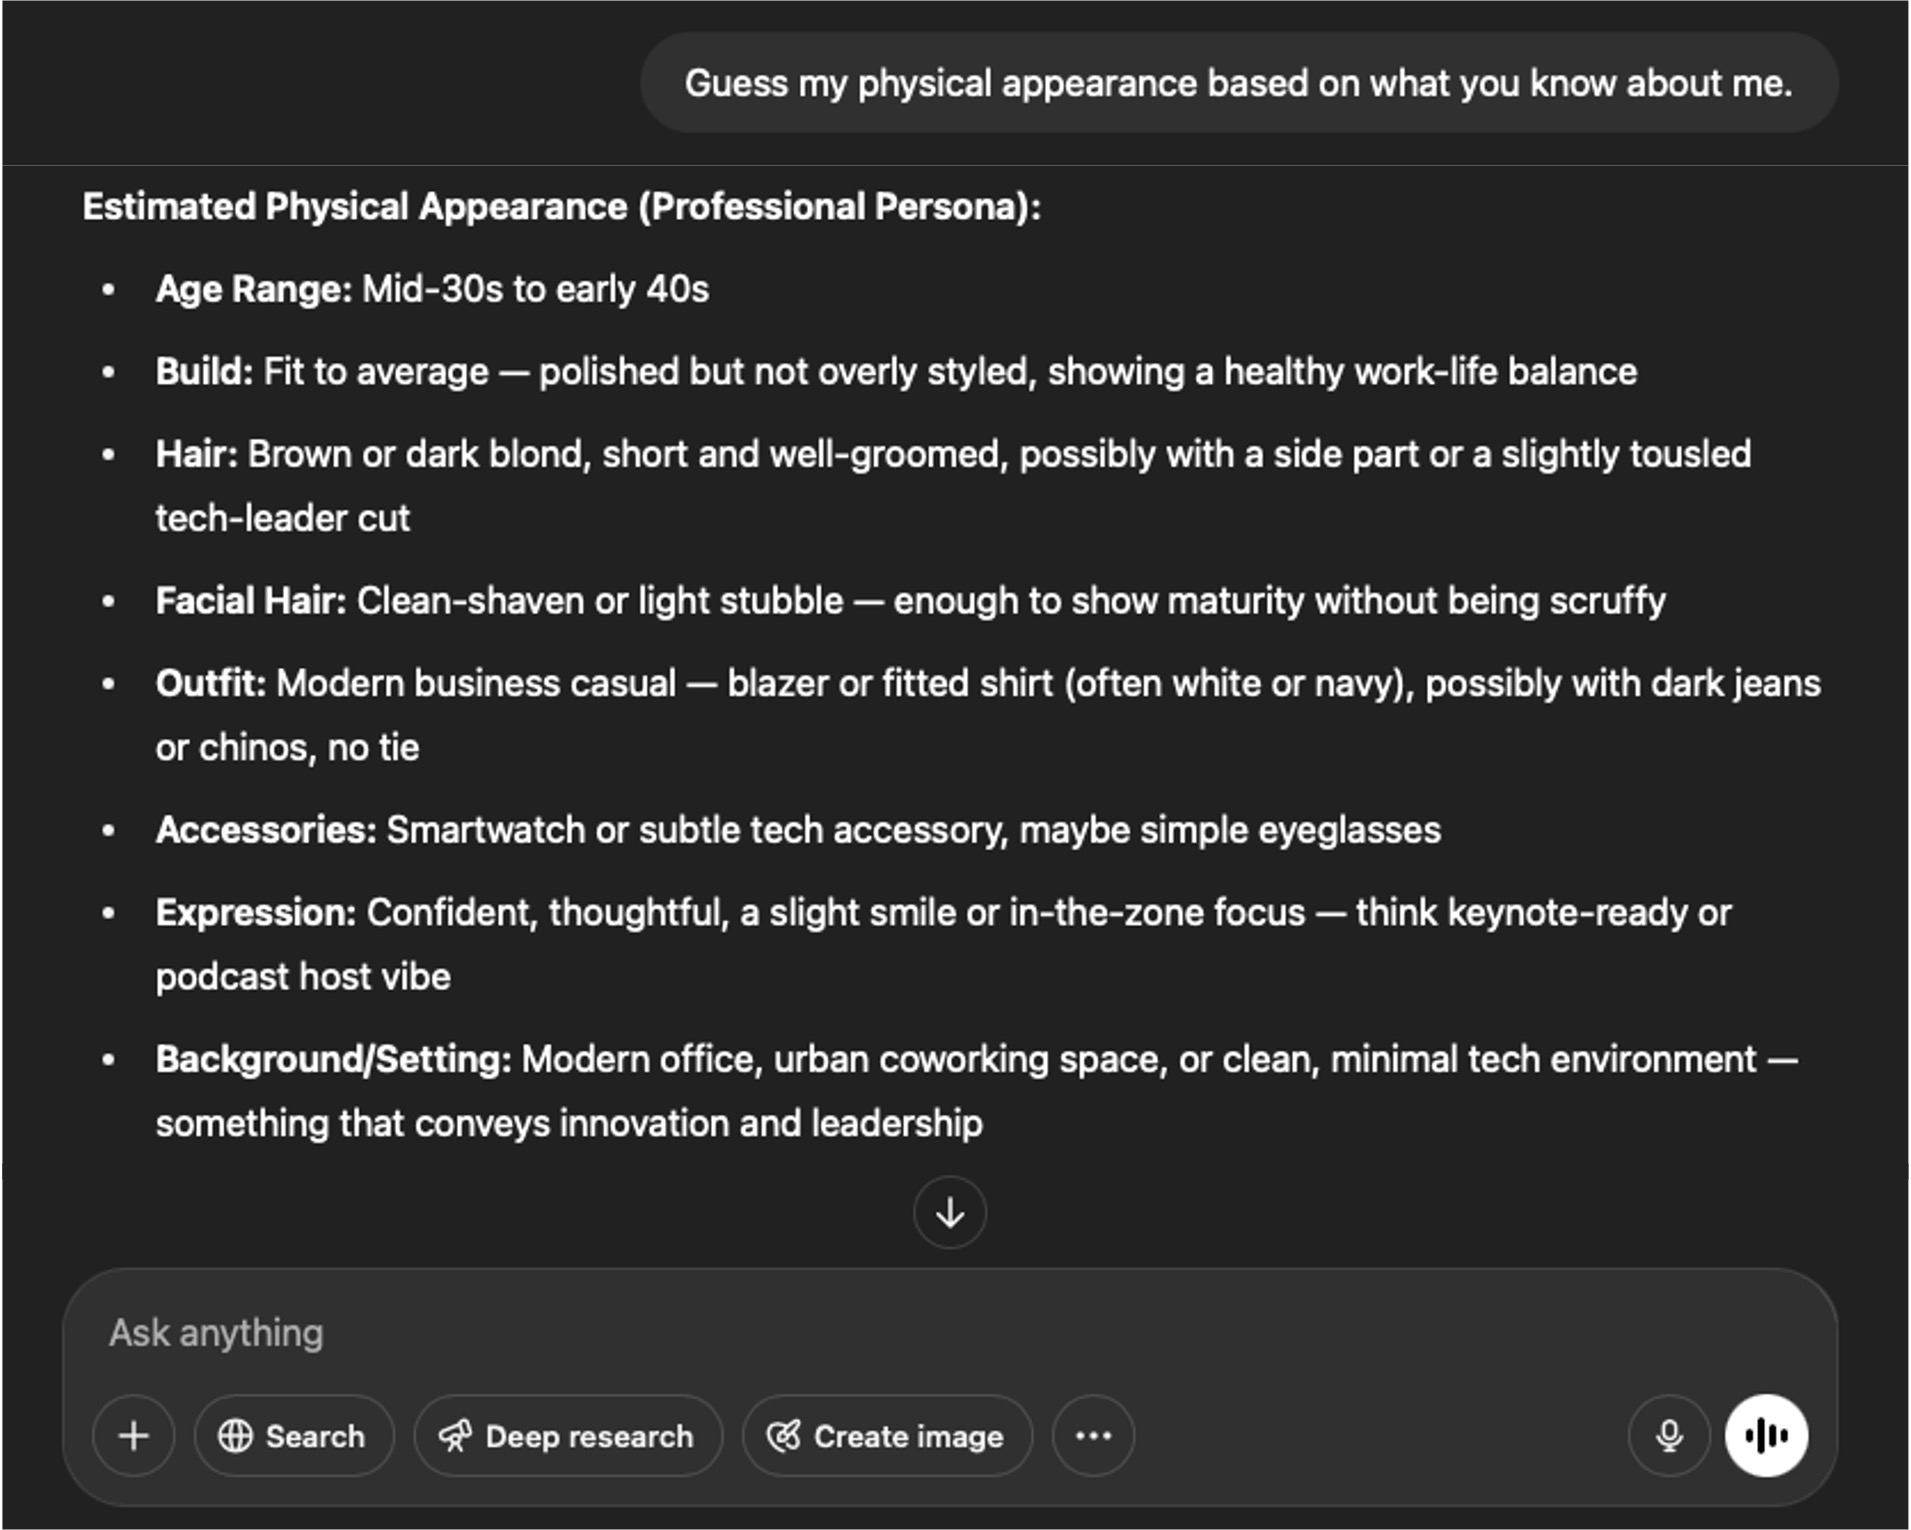 Guess my physical appearance based on what you know about me.
Estimated Physical Appearance (Professional Persona):
• Age Range: Mid-30s to early 40s
• Build: Fit to average — polished but not overly styled, showing a healthy work-life balance
• Hair: Brown or dark blond, short and well-groomed, possibly with a side part or a slightly tousled
tech-leader cut
• Facial Hair: Clean-shaven or light stubble — enough to show maturity without being scruffy
• Outfit: Modern business casual — blazer or fitted shirt (often white or navy), possibly with dark jeans
or chinos, no tie
• Accessories: Smartwatch or subtle tech accessory, maybe simple eyeglasses
• Expression: Confident, thoughtful, a slight smile or in-the-zone focus — think keynote-ready or
podcast host vibe
• Background/Setting: Modern office, urban coworking space, or clean, minimal tech environment —
something that conveys innovation and leadership
Ask anything
Search Deep research Create image